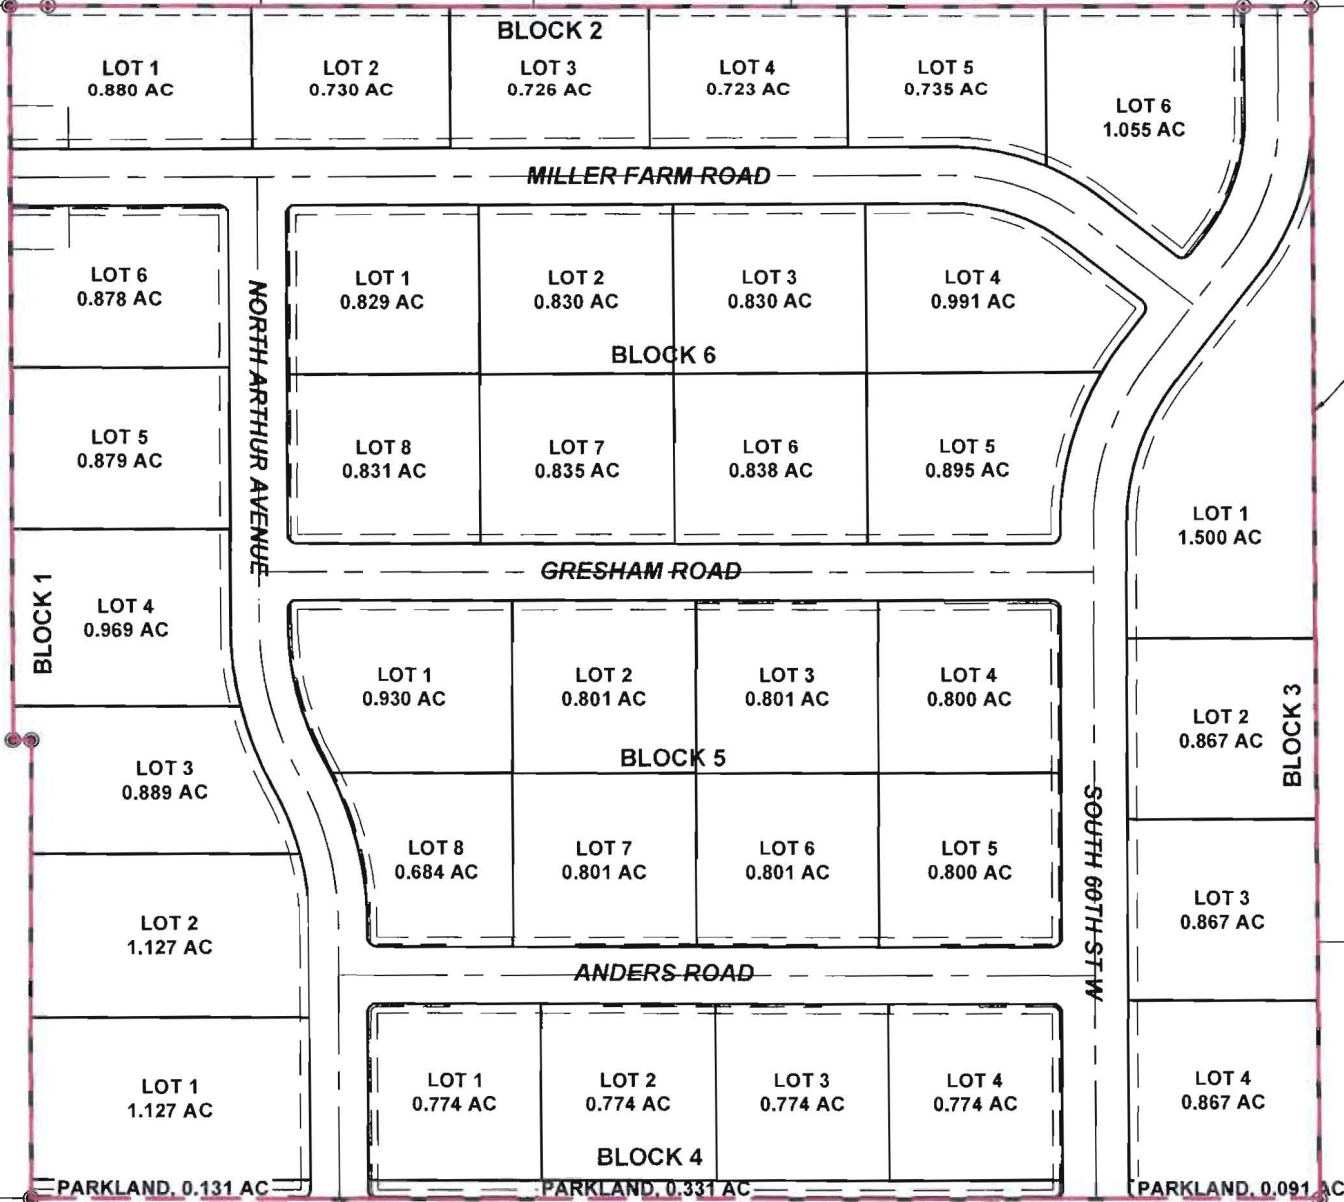 BLOCK 2
LOT 1
0.880 AC
LOT 2
0.730 AC
LOT 3
0.726 AC
LOT 4
0.723 AC
LOT 5
0.735 AC
LOT 6
1.055 AC
MILLER FARM ROAD
LOT 6
0.878 AC
NORTH ARTHUR AVENUE
LOT 1
0.829 AC
LOT 2
0.830 AC
LOT 3
0.830 AC
LOT 4
0.991 AC
BLOCK 6
LOT 5
0.879 AC
LOT 8
0.831 AC
LOT 7
0.835 AC
LOT 6
0.838 AC
LOT 5
0.895 AC
LOT 1
1.500 AC
GRESHAM ROAD
BLOCK 1
LOT 4
0.969 AC
LOT 1
0.930 AC
LOT 2
0.801 AC
LOT 3
0.801 AC
LOT 4
0.800 AC
LOT 2
0.867 AC
BLOCK 3
BLOCK 5
LOT 3
0.889 AC
LOT 8
0.684 AC
LOT 7
0.801 AC
LOT 6
0.801 AC
LOT 5
0.800 AC
SOUTH 60TH ST W
LOT 3
0.867 AC
LOT 2
1.127 AC
ANDERS ROAD
LOT 1
1.127 AC
LOT 1
0.774 AC
LOT 2
0.774 AC
LOT 3
0.774 AC
LOT 4
0.774 AC
LOT 4
0.867 AC
BLOCK 4
PARKLAND, 0.131 AC
PARKLAND, 0.331 AC
PARKLAND, 0.091 AC